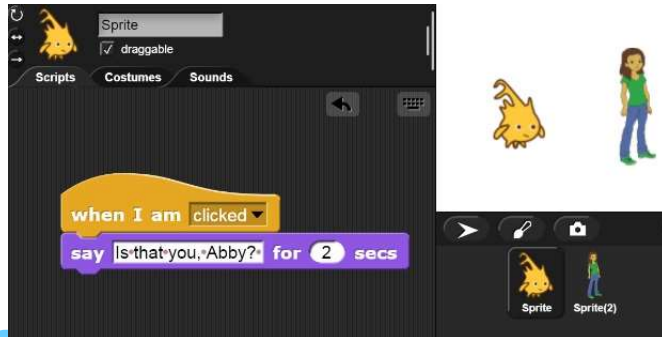 Sprite
draggable
Scripts Costumes Sounds
when I am clicked
say Is that you, Abby? for 2 secs
Sprite Sprite(2)